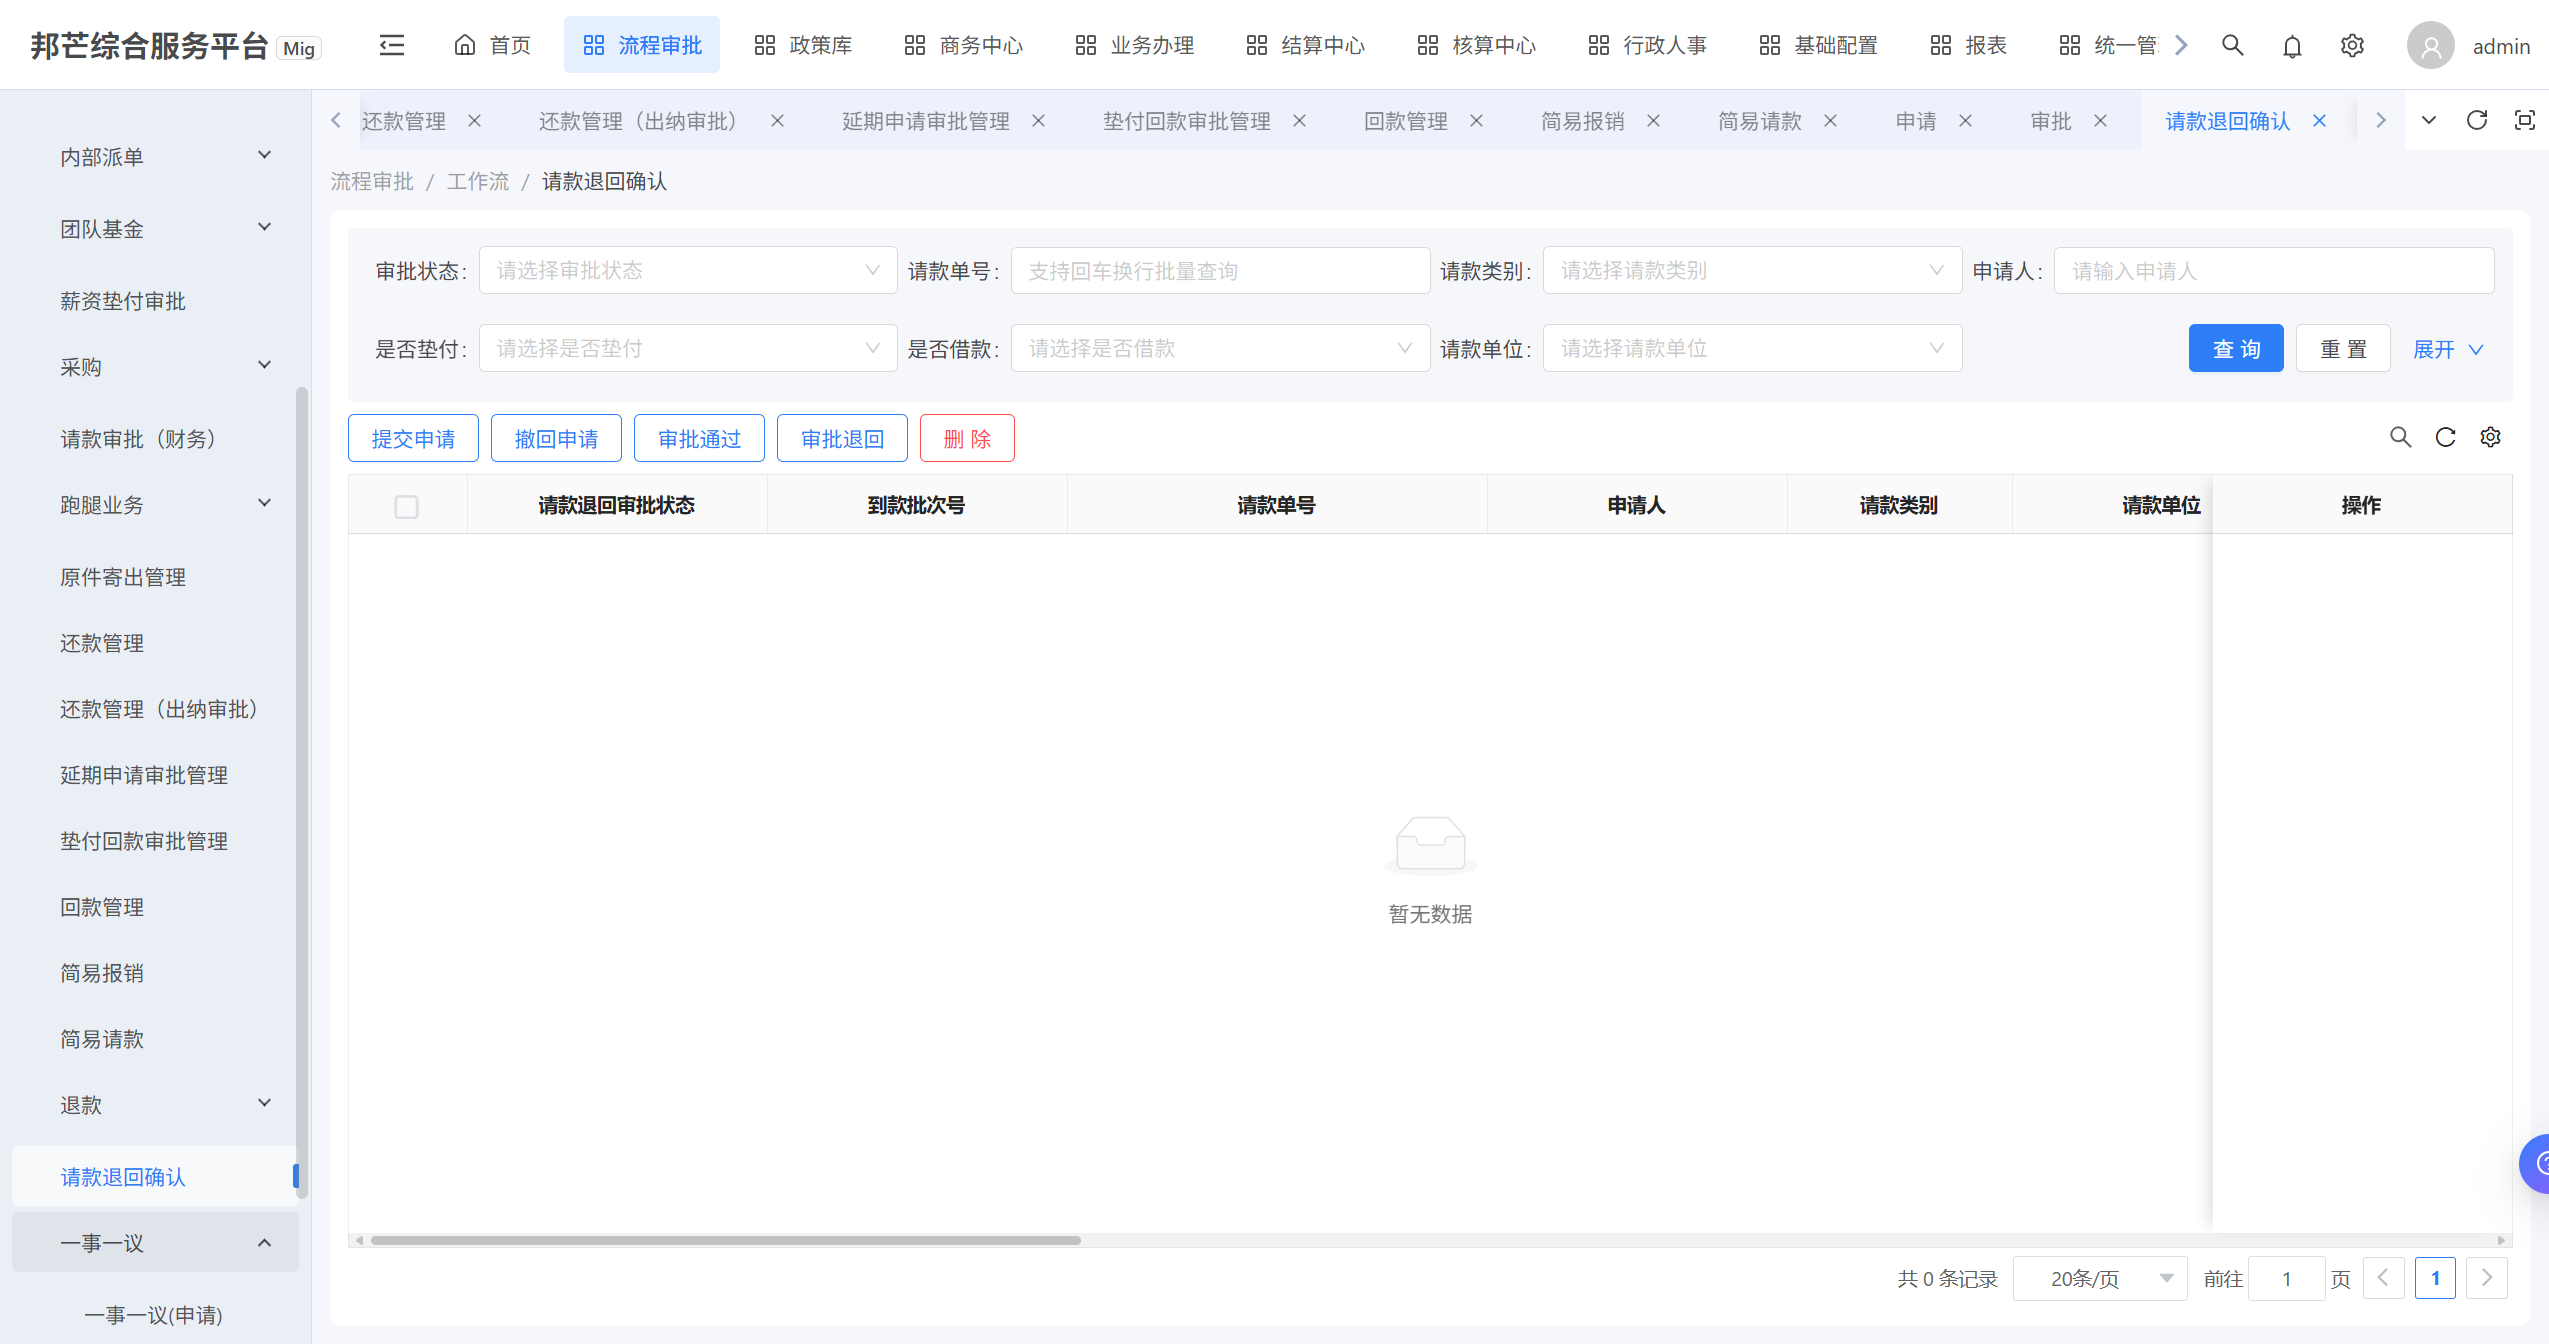 邦芒综合服务平台 Mig 首页 流程审批 政策库 商务中心 业务办理 结算中心 核算中心 行政人事 基础配置 报表 统一管 admin
还款管理 还款管理（出纳审批） 延期申请审批管理 垫付回款审批管理 回款管理 简易报销 简易请款 申请 审批 请款退回确认
流程审批 / 工作流 / 请款退回确认
内部派单
团队基金
薪资垫付审批
采购
请款审批（财务）
跑腿业务
原件寄出管理
还款管理
还款管理（出纳审批）
延期申请审批管理
垫付回款审批管理
回款管理
简易报销
简易请款
退款
请款退回确认
一事一议
一事一议(申请)
审批状态: 请选择审批状态 请款单号: 支持回车换行批量查询 请款类别: 请选择请款类别 申请人: 请输入申请人
是否垫付: 请选择是否垫付 是否借款: 请选择是否借款 请款单位: 请选择请款单位 查 询 重 置 展开
提交申请 撤回申请 审批通过 审批退回 删 除
请款退回审批状态 到款批次号 请款单号 申请人 请款类别 请款单位 操作
暂无数据
共 0 条记录 20条/页 前往 1 页 1